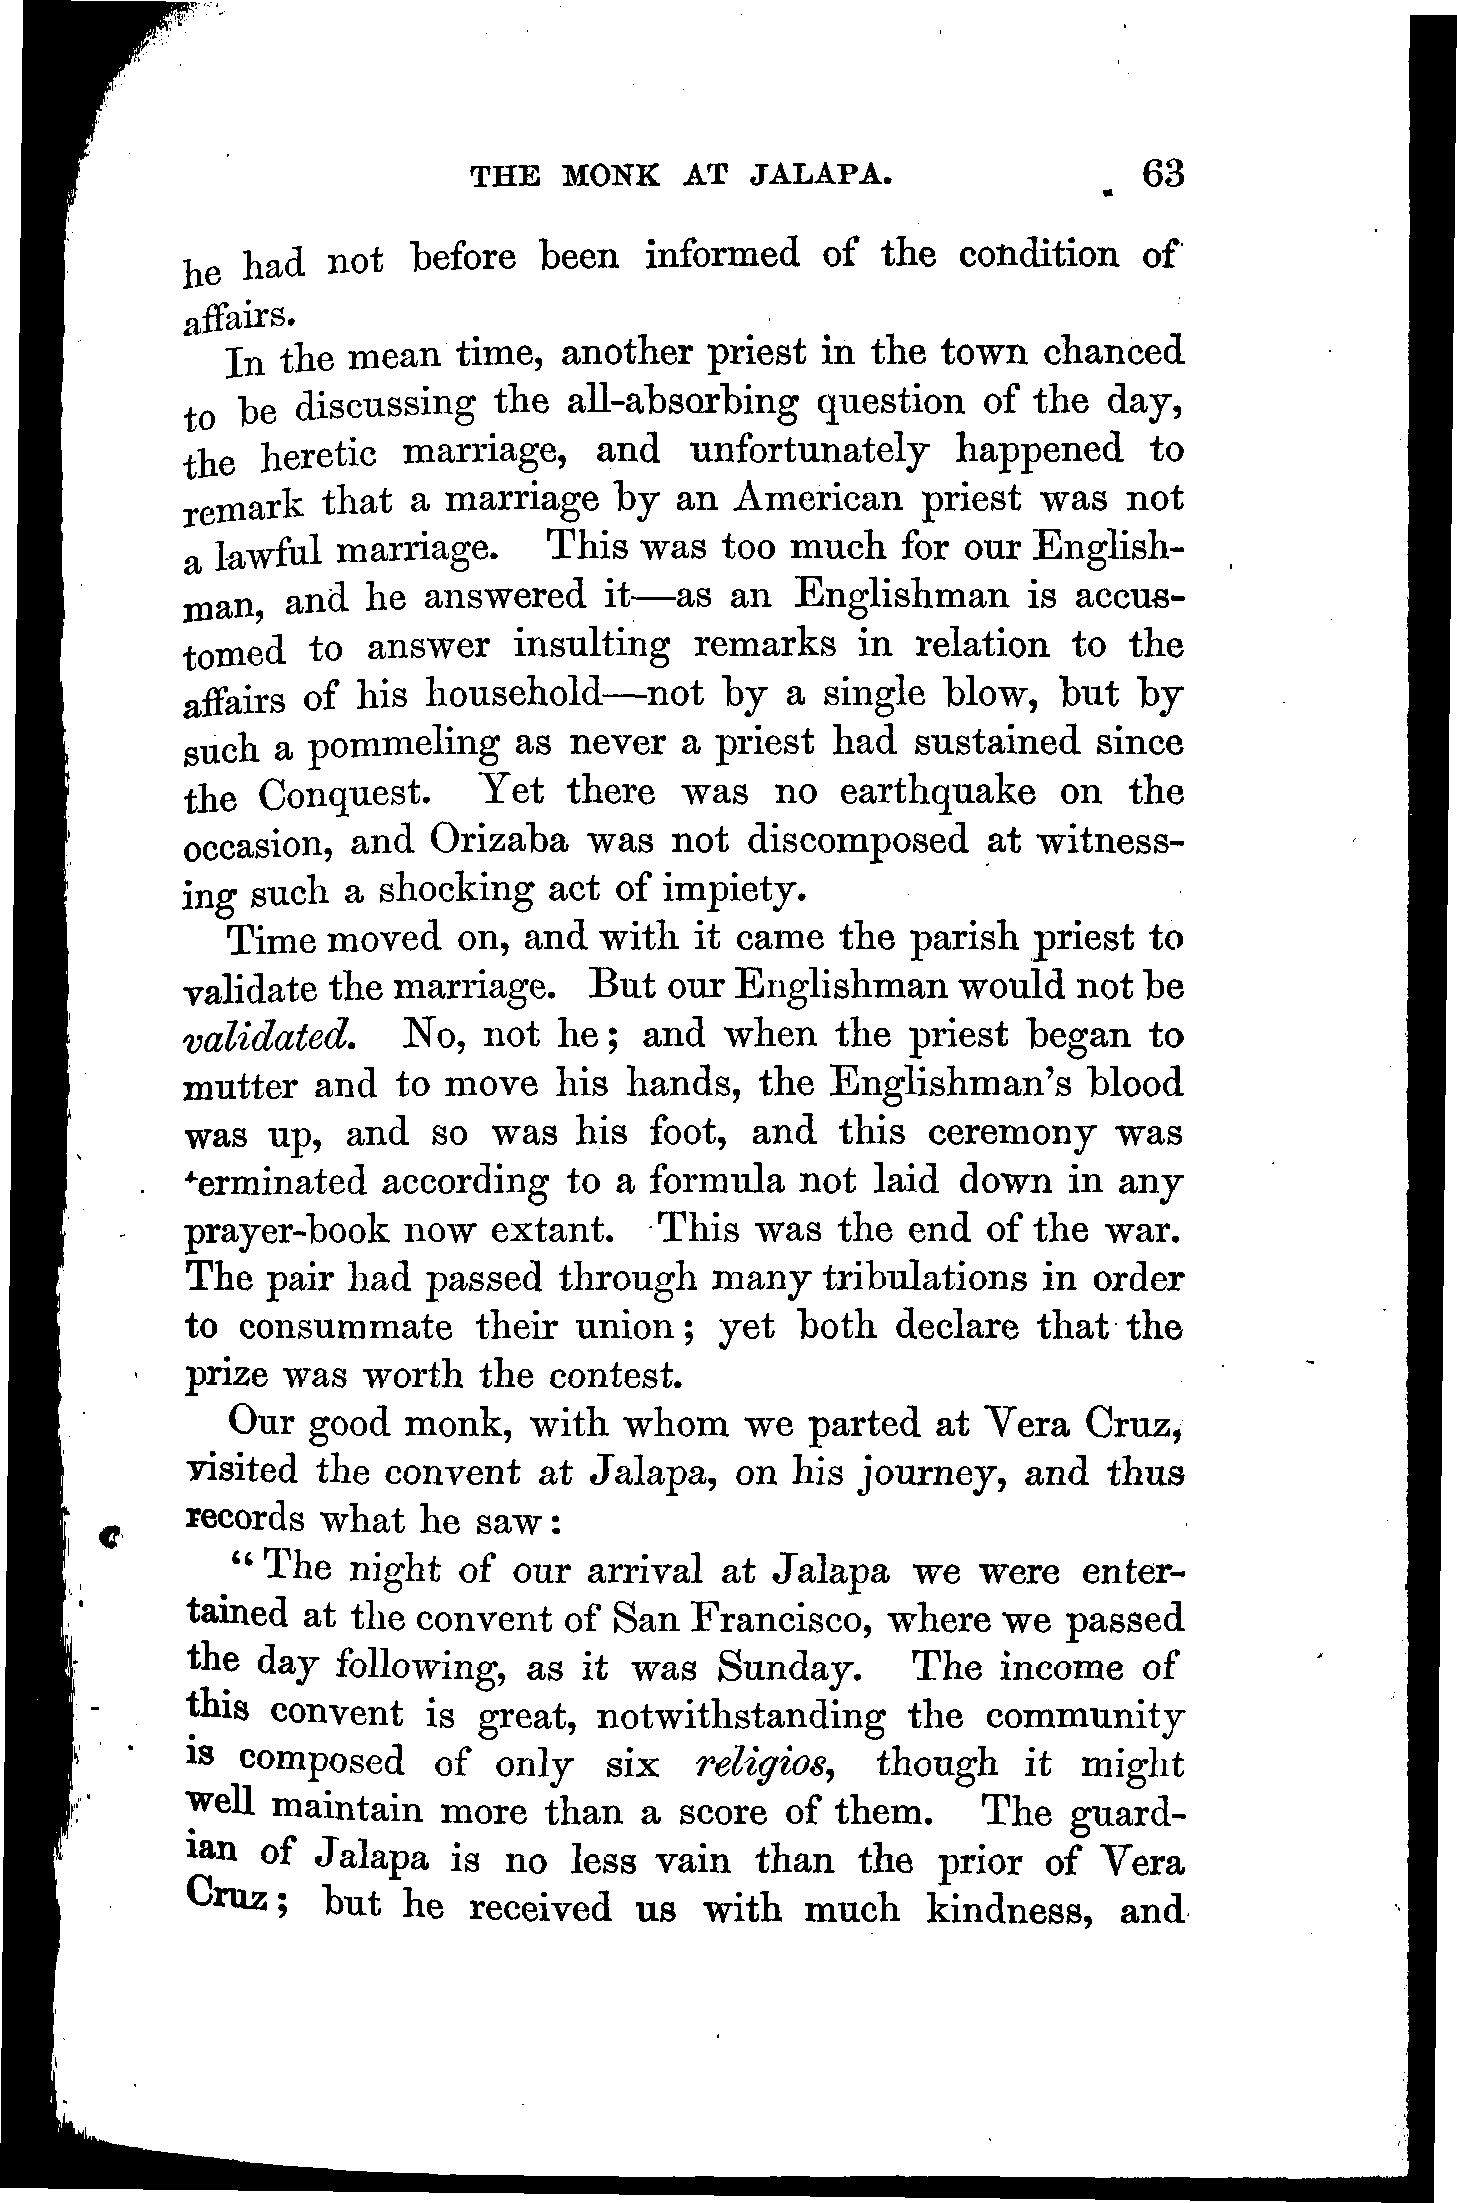 THE MONK AT JALAPA. 63
he had not before been informed of the condition of
affairs.
In the mean time, another priest in the town chanced
to be discussing the all-absorbing question of the day,
the heretic marriage, and unfortunately happened to
remark that a marriage by an American priest was not
a lawful marriage. This was too much for our English-
man, and he answered it—as an Englishman is accus-
tomed to answer insulting remarks in relation to the
affairs of his household—not by a single blow, but by
such a pommeling as never a priest had sustained since
the Conquest. Yet there was no earthquake on the
occasion, and Orizaba was not discomposed at witness-
ing such a shocking act of impiety.
Time moved on, and with it came the parish priest to
validate the marriage. But our Englishman would not be
validated. No, not he; and when the priest began to
mutter and to move his hands, the Englishman's blood
was up, and so was his foot, and this ceremony was
terminated according to a formula not laid down in any
prayer-book now extant. This was the end of the war.
The pair had passed through many tribulations in order
to consummate their union; yet both declare that the
prize was worth the contest.
Our good monk, with whom we parted at Vera Cruz,
visited the convent at Jalapa, on his journey, and thus
records what he saw:
"The night of our arrival at Jalapa we were enter-
tained at the convent of San Francisco, where we passed
the day following, as it was Sunday. The income of
this convent is great, notwithstanding the community
is composed of only six religios, though it might
well maintain more than a score of them. The guard-
ian of Jalapa is no less vain than the prior of Vera
Cruz; but he received us with much kindness, and